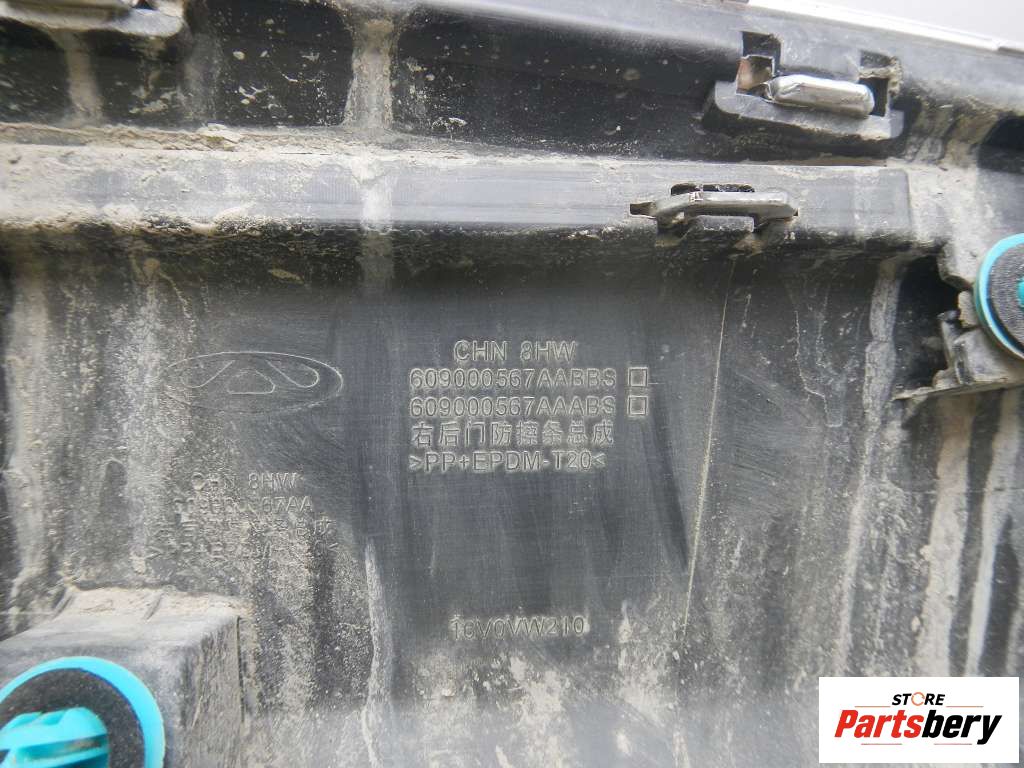 CHN 8HW
609000567AABBS
609000567AAABS
右后门防擦条总成
>PP+EPDM-T20<
CHN 8HW
10V0VW210
STORE
Partsbery